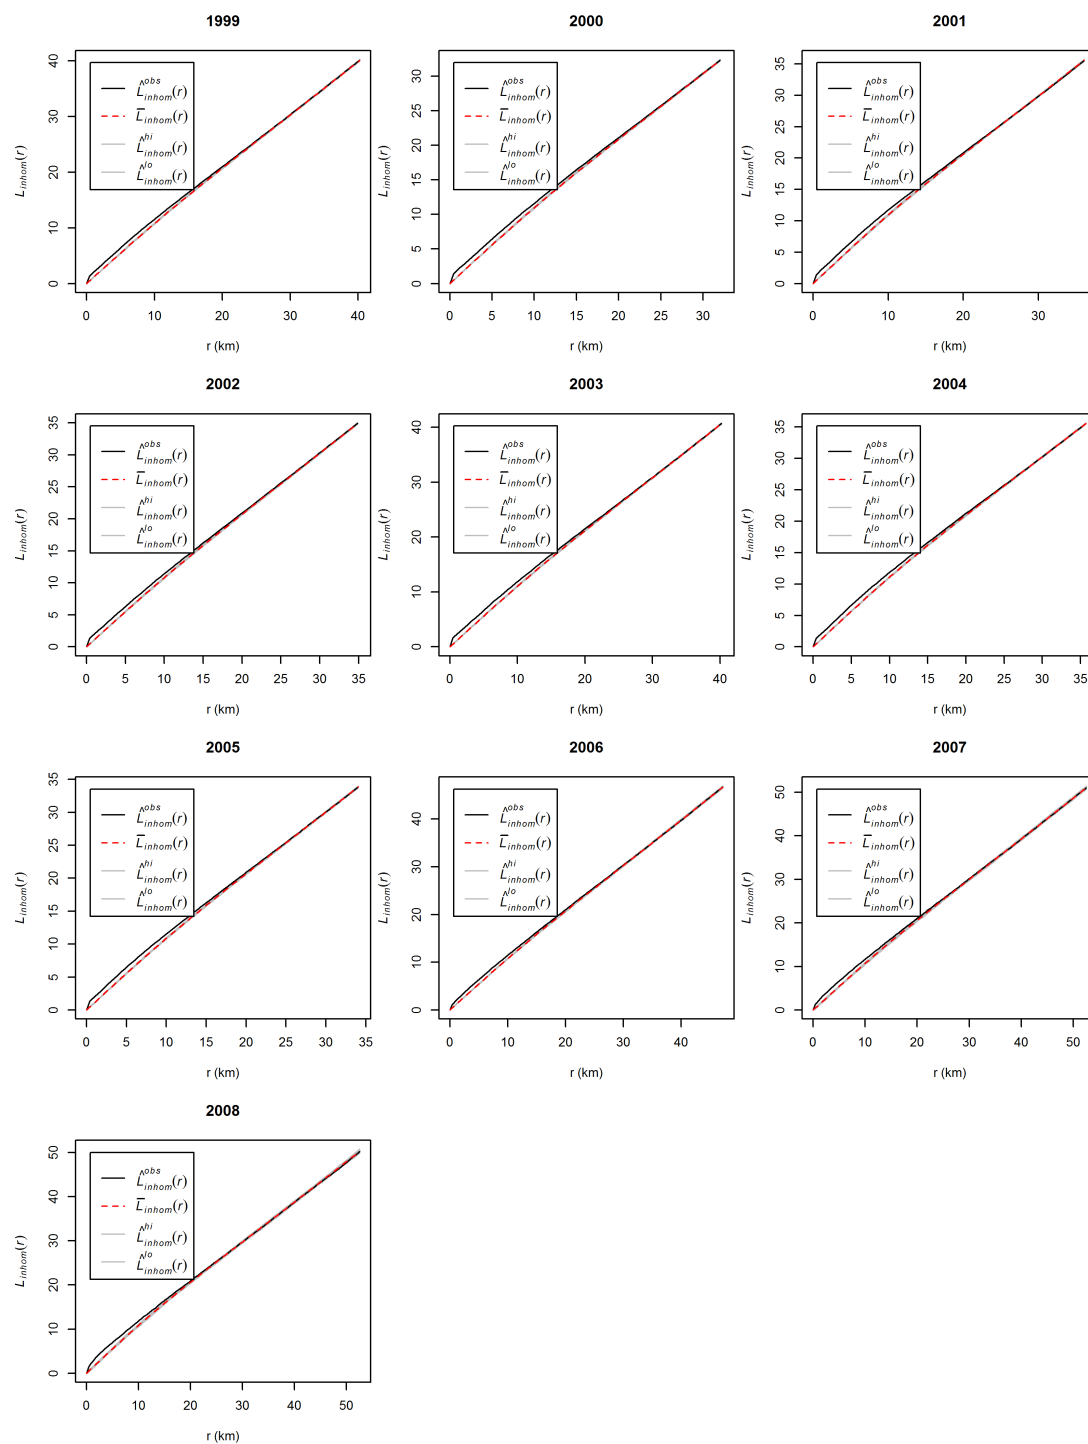 1999
L_inhom(r)
40
30
20
10
0
L̂^obs_inhom(r)
L̄_inhom(r)
L̂^hi_inhom(r)
L̂^lo_inhom(r)
0 10 20 30 40
r (km)
2000
L_inhom(r)
30
25
20
15
10
5
0
L̂^obs_inhom(r)
L̄_inhom(r)
L̂^hi_inhom(r)
L̂^lo_inhom(r)
0 5 10 15 20 25 30
r (km)
2001
L_inhom(r)
35
30
25
20
15
10
5
0
L̂^obs_inhom(r)
L̄_inhom(r)
L̂^hi_inhom(r)
L̂^lo_inhom(r)
0 10 20 30
r (km)
2002
L_inhom(r)
35
30
25
20
15
10
5
0
L̂^obs_inhom(r)
L̄_inhom(r)
L̂^hi_inhom(r)
L̂^lo_inhom(r)
0 5 10 15 20 25 30 35
r (km)
2003
L_inhom(r)
40
30
20
10
0
L̂^obs_inhom(r)
L̄_inhom(r)
L̂^hi_inhom(r)
L̂^lo_inhom(r)
0 10 20 30 40
r (km)
2004
L_inhom(r)
35
30
25
20
15
10
5
0
L̂^obs_inhom(r)
L̄_inhom(r)
L̂^hi_inhom(r)
L̂^lo_inhom(r)
0 5 10 15 20 25 30 35
r (km)
2005
L_inhom(r)
35
30
25
20
15
10
5
0
L̂^obs_inhom(r)
L̄_inhom(r)
L̂^hi_inhom(r)
L̂^lo_inhom(r)
0 5 10 15 20 25 30 35
r (km)
2006
L_inhom(r)
40
30
20
10
0
L̂^obs_inhom(r)
L̄_inhom(r)
L̂^hi_inhom(r)
L̂^lo_inhom(r)
0 10 20 30 40
r (km)
2007
L_inhom(r)
50
40
30
20
10
0
L̂^obs_inhom(r)
L̄_inhom(r)
L̂^hi_inhom(r)
L̂^lo_inhom(r)
0 10 20 30 40 50
r (km)
2008
L_inhom(r)
50
40
30
20
10
0
L̂^obs_inhom(r)
L̄_inhom(r)
L̂^hi_inhom(r)
L̂^lo_inhom(r)
0 10 20 30 40 50
r (km)